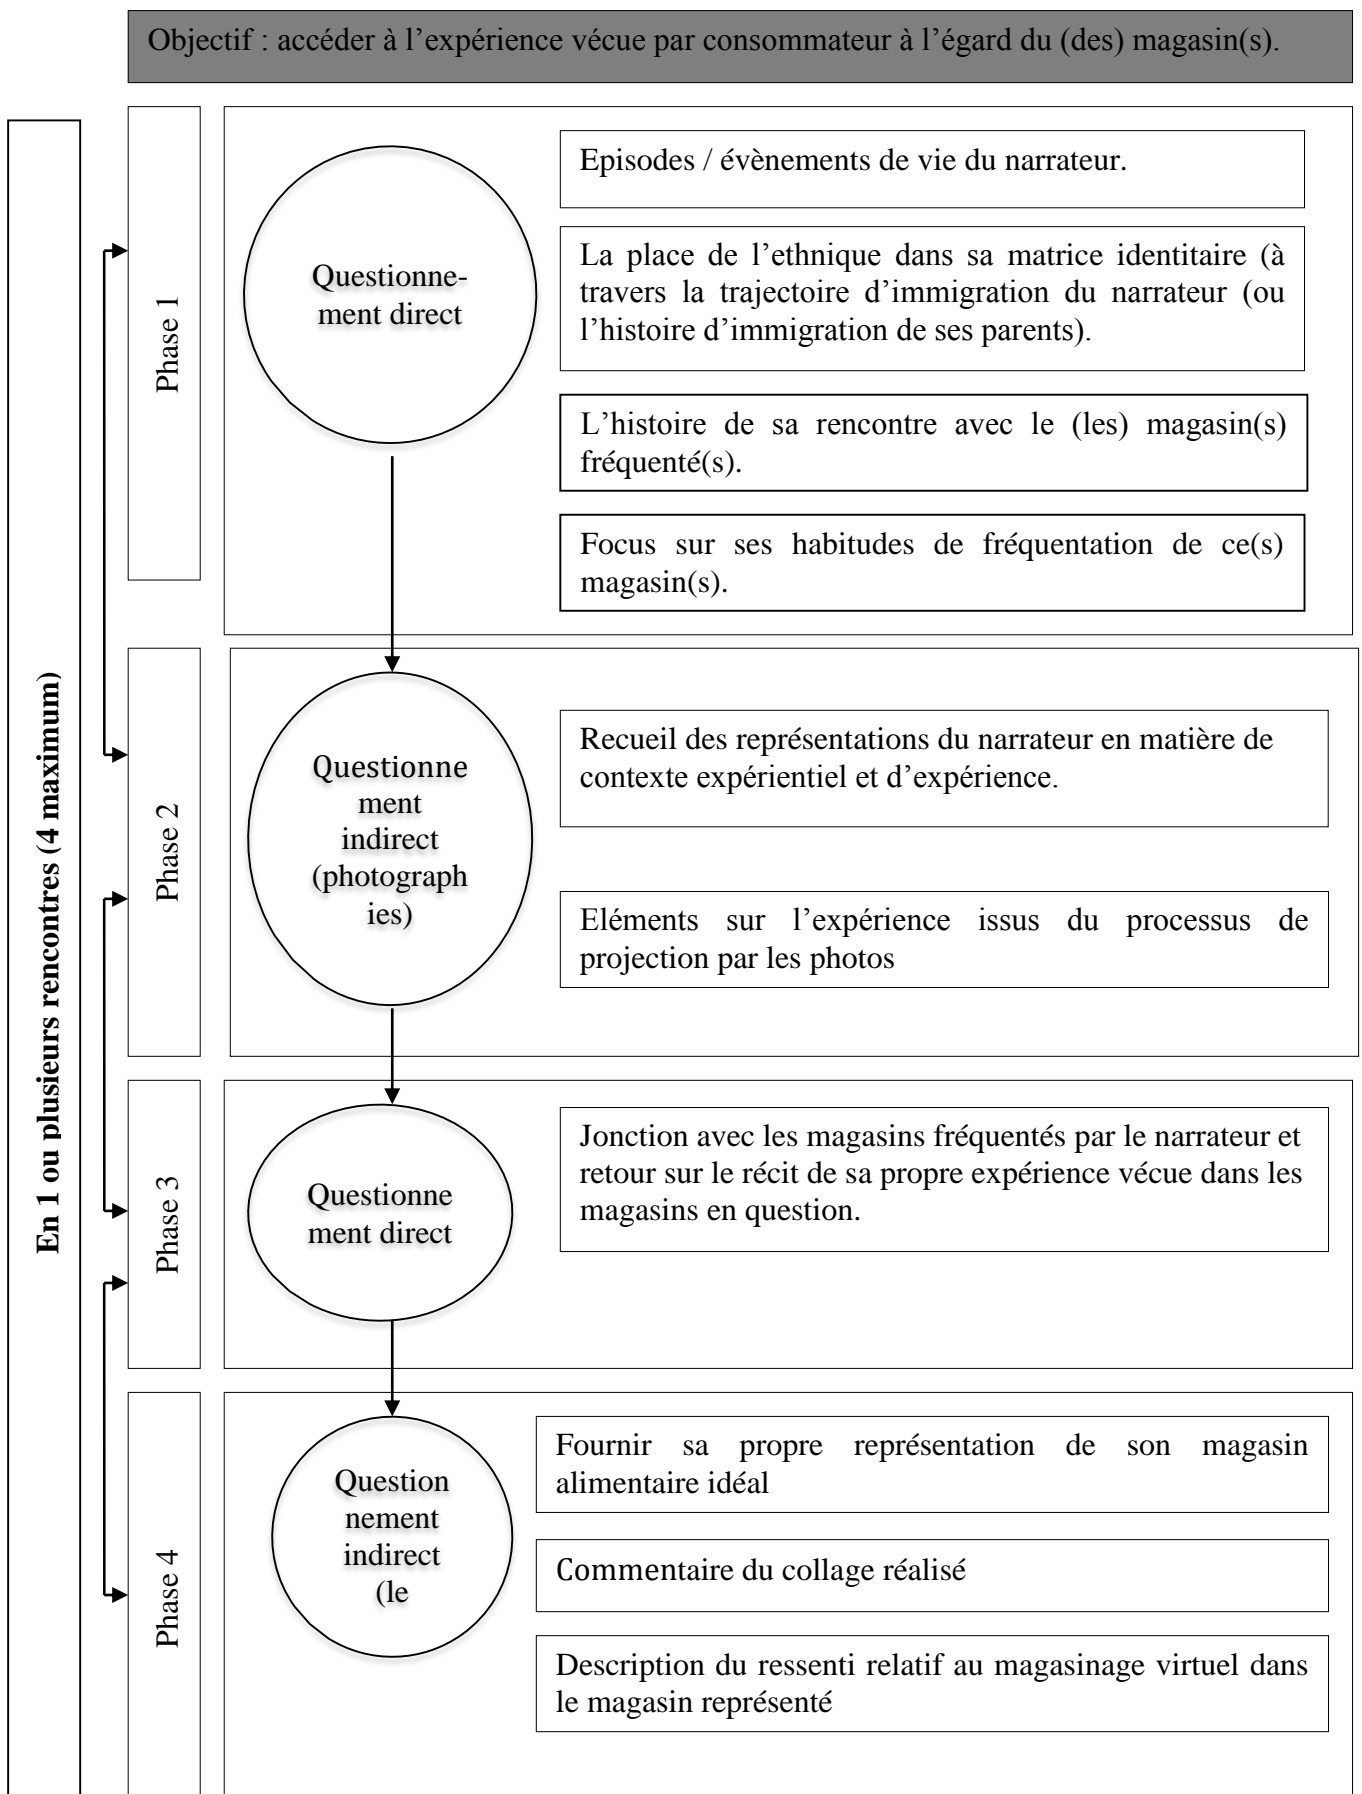 Objectif : accéder à l’expérience vécue par consommateur à l’égard du (des) magasin(s).
En 1 ou plusieurs rencontres (4 maximum)
Phase 1
Questionne-
ment direct
Episodes / évènements de vie du narrateur.
La place de l’ethnique dans sa matrice identitaire (à
travers la trajectoire d’immigration du narrateur (ou
l’histoire d’immigration de ses parents).
L’histoire de sa rencontre avec le (les) magasin(s)
fréquenté(s).
Focus sur ses habitudes de fréquentation de ce(s)
magasin(s).
Phase 2
Questionne
ment
indirect
(photograph
ies)
Recueil des représentations du narrateur en matière de
contexte expérientiel et d’expérience.
Eléments sur l’expérience issus du processus de
projection par les photos
Phase 3
Questionne
ment direct
Jonction avec les magasins fréquentés par le narrateur et
retour sur le récit de sa propre expérience vécue dans les
magasins en question.
Phase 4
Question
nement
indirect
(le
Fournir sa propre représentation de son magasin
alimentaire idéal
Commentaire du collage réalisé
Description du ressenti relatif au magasinage virtuel dans
le magasin représenté